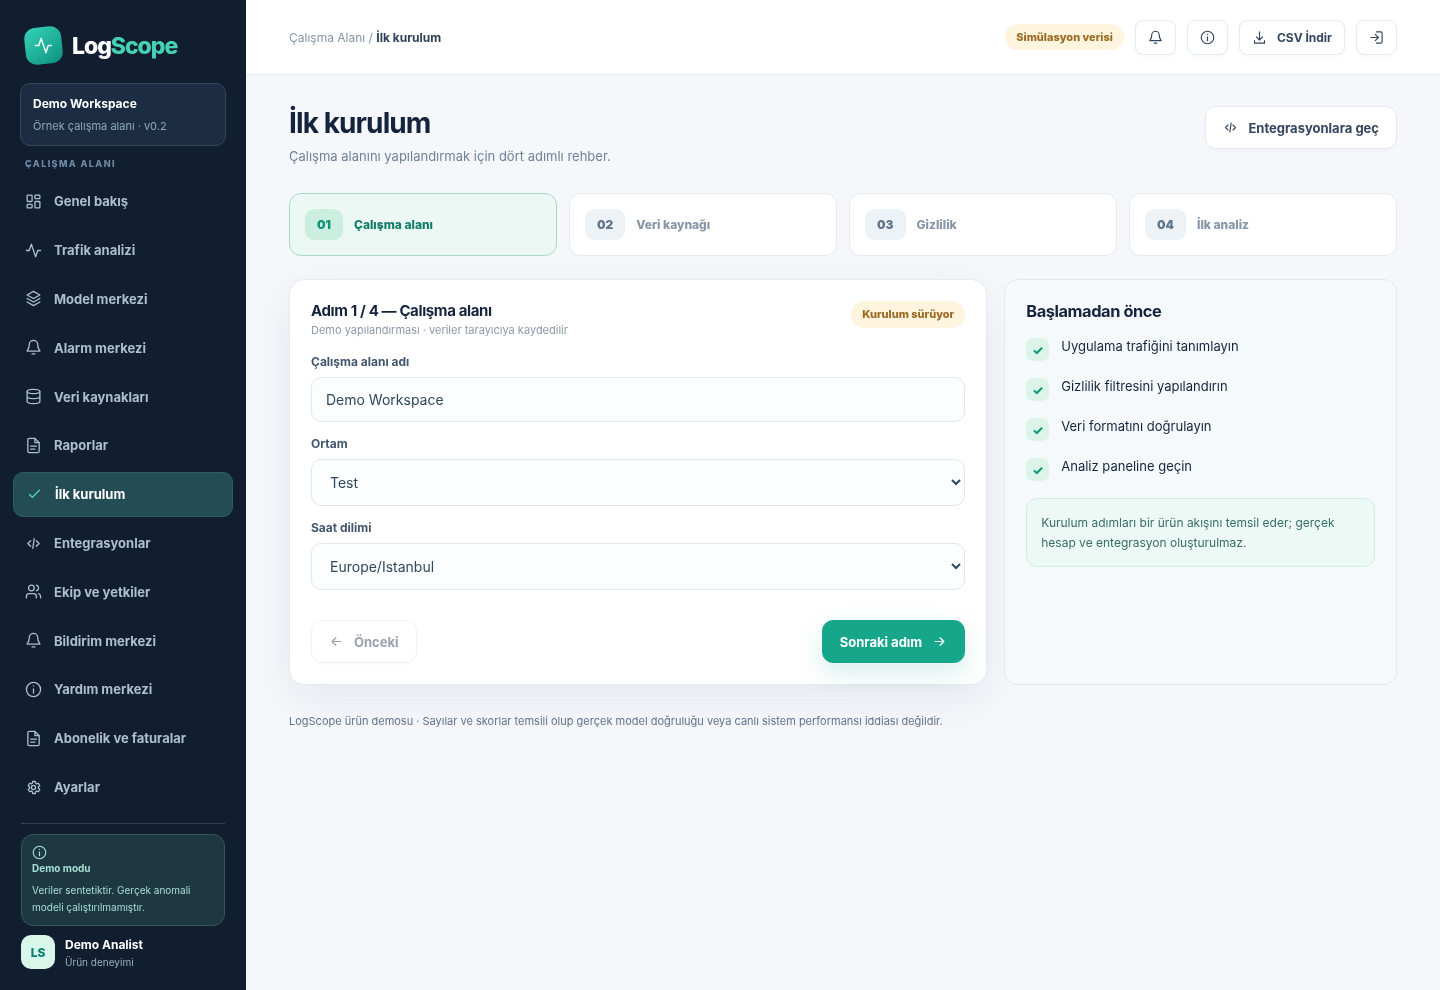 LogScope
Demo Workspace
Örnek çalışma alanı · v0.2
ÇALIŞMA ALANI
Genel bakış
Trafik analizi
Model merkezi
Alarm merkezi
Veri kaynakları
Raporlar
İlk kurulum
Entegrasyonlar
Ekip ve yetkiler
Bildirim merkezi
Yardım merkezi
Abonelik ve faturalar
Ayarlar
Demo modu
Veriler sentetiktir. Gerçek anomali
modeli çalıştırılmamıştır.
LS
Demo Analist
Ürün deneyimi
Çalışma Alanı / İlk kurulum
Simülasyon verisi
CSV İndir
İlk kurulum
Çalışma alanını yapılandırmak için dört adımlı rehber.
Entegrasyonlara geç
01 Çalışma alanı
02 Veri kaynağı
03 Gizlilik
04 İlk analiz
Adım 1 / 4 — Çalışma alanı
Demo yapılandırması · veriler tarayıcıya kaydedilir
Kurulum sürüyor
Çalışma alanı adı
Demo Workspace
Ortam
Test
Saat dilimi
Europe/Istanbul
Önceki
Sonraki adım
Başlamadan önce
Uygulama trafiğini tanımlayın
Gizlilik filtresini yapılandırın
Veri formatını doğrulayın
Analiz paneline geçin
Kurulum adımları bir ürün akışını temsil eder; gerçek
hesap ve entegrasyon oluşturulmaz.
LogScope ürün demosu · Sayılar ve skorlar temsili olup gerçek model doğruluğu veya canlı sistem performansı iddiası değildir.